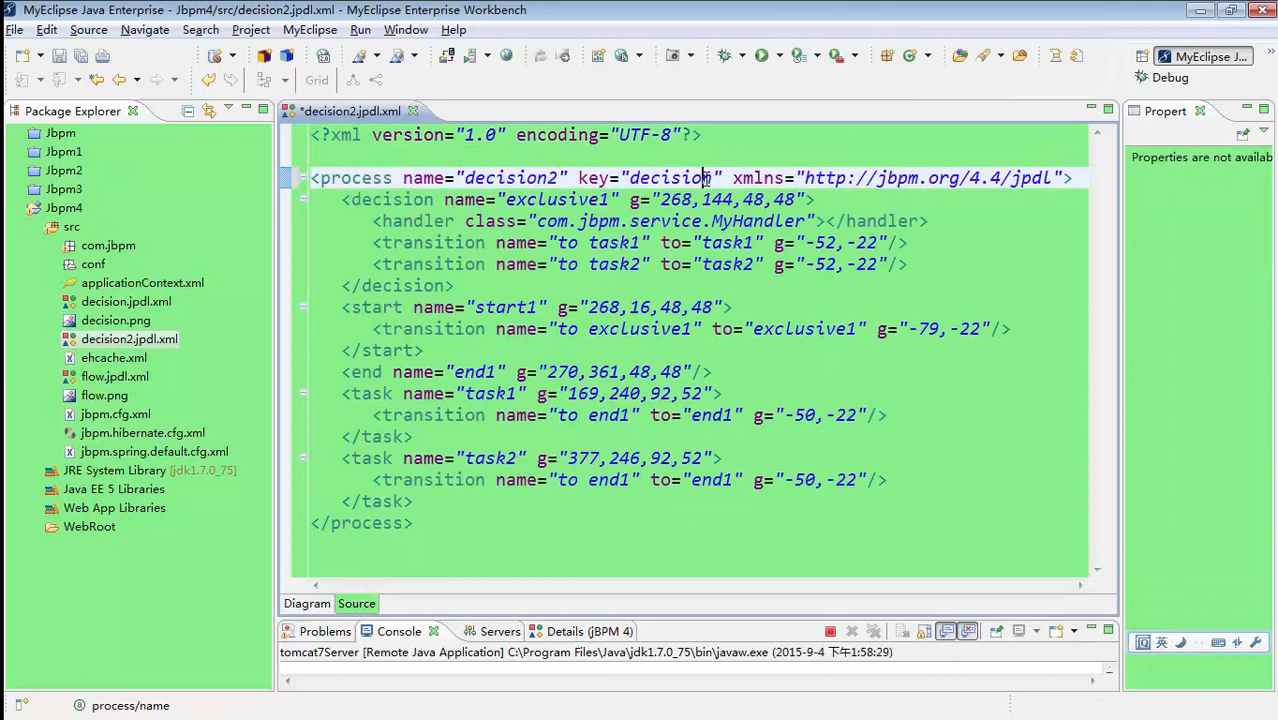 MyEclipse Java Enterprise - Jbpm4/src/decision2.jpdl.xml - MyEclipse Enterprise Workbench
File Edit Source Navigate Search Project MyEclipse Run Window Help
MyEclipse J...
Grid
Debug
Package Explorer
*decision2.jpdl.xml
Propert
Jbpm
Jbpm1
Jbpm2
Jbpm3
Jbpm4
src
com.jbpm
conf
applicationContext.xml
decision.jpdl.xml
decision.png
decision2.jpdl.xml
ehcache.xml
flow.jpdl.xml
flow.png
jbpm.cfg.xml
jbpm.hibernate.cfg.xml
jbpm.spring.default.cfg.xml
JRE System Library [jdk1.7.0_75]
Java EE 5 Libraries
Web App Libraries
WebRoot
<?xml version="1.0" encoding="UTF-8"?>
<process name="decision2" key="decision" xmlns="http://jbpm.org/4.4/jpdl">
<decision name="exclusive1" g="268,144,48,48">
<handler class="com.jbpm.service.MyHandler"></handler>
<transition name="to task1" to="task1" g="-52,-22"/>
<transition name="to task2" to="task2" g="-52,-22"/>
</decision>
<start name="start1" g="268,16,48,48">
<transition name="to exclusive1" to="exclusive1" g="-79,-22"/>
</start>
<end name="end1" g="270,361,48,48"/>
<task name="task1" g="169,240,92,52">
<transition name="to end1" to="end1" g="-50,-22"/>
</task>
<task name="task2" g="377,246,92,52">
<transition name="to end1" to="end1" g="-50,-22"/>
</task>
</process>
Properties are not availab
Diagram Source
Problems Console Servers Details (jBPM 4)
tomcat7Server [Remote Java Application] C:\Program Files\Java\jdk1.7.0_75\bin\javaw.exe (2015-9-4 下午1:58:29)
英
process/name